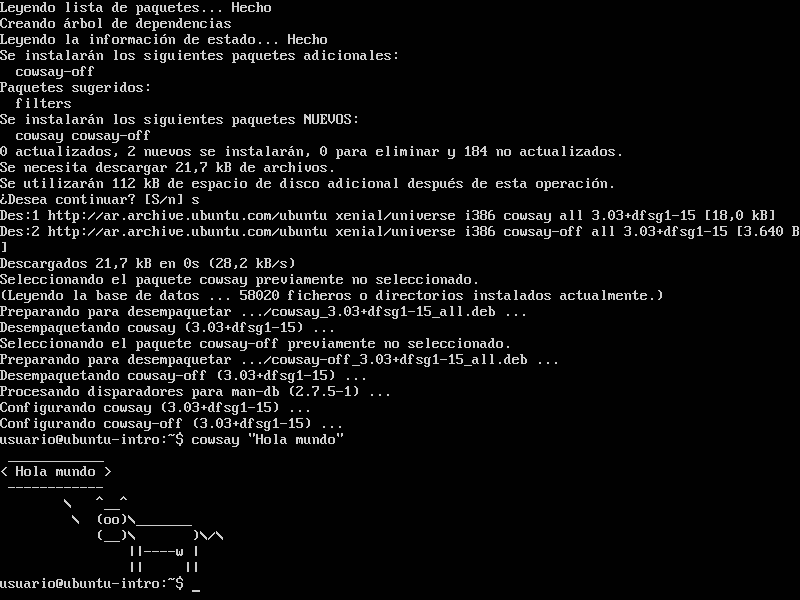 Leyendo lista de paquetes... Hecho
Creando árbol de dependencias
Leyendo la información de estado... Hecho
Se instalarán los siguientes paquetes adicionales:
  cowsay-off
Paquetes sugeridos:
  filters
Se instalarán los siguientes paquetes NUEVOS:
  cowsay cowsay-off
0 actualizados, 2 nuevos se instalarán, 0 para eliminar y 184 no actualizados.
Se necesita descargar 21,7 kB de archivos.
Se utilizarán 112 kB de espacio de disco adicional después de esta operación.
¿Desea continuar? [S/n] s
Des:1 http://ar.archive.ubuntu.com/ubuntu xenial/universe i386 cowsay all 3.03+dfsg1-15 [18,0 kB]
Des:2 http://ar.archive.ubuntu.com/ubuntu xenial/universe i386 cowsay-off all 3.03+dfsg1-15 [3.640 B
]
Descargados 21,7 kB en 0s (28,2 kB/s)
Seleccionando el paquete cowsay previamente no seleccionado.
(Leyendo la base de datos ... 58020 ficheros o directorios instalados actualmente.)
Preparando para desempaquetar .../cowsay_3.03+dfsg1-15_all.deb ...
Desempaquetando cowsay (3.03+dfsg1-15) ...
Seleccionando el paquete cowsay-off previamente no seleccionado.
Preparando para desempaquetar .../cowsay-off_3.03+dfsg1-15_all.deb ...
Desempaquetando cowsay-off (3.03+dfsg1-15) ...
Procesando disparadores para man-db (2.7.5-1) ...
Configurando cowsay (3.03+dfsg1-15) ...
Configurando cowsay-off (3.03+dfsg1-15) ...
usuario@ubuntu-intro:~$ cowsay "Hola mundo"
 ____________
< Hola mundo >
 ------------
        \   ^__^
         \  (oo)\_______
            (__)\       )\/\
                ||----w |
                ||     ||
usuario@ubuntu-intro:~$ _